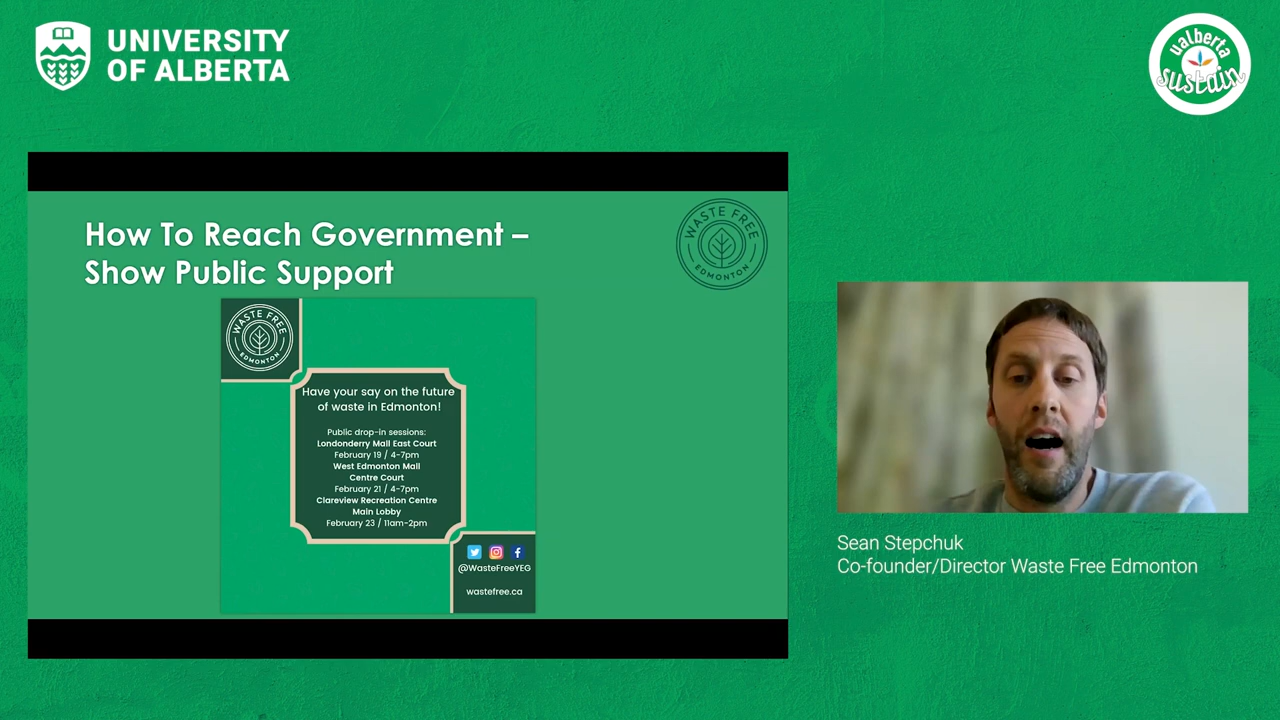 UNIVERSITY
OF ALBERTA
ualberta
sustain
How To Reach Government –
Show Public Support
WASTE FREE
EDMONTON
WASTE FREE
EDMONTON
Have your say on the future
of waste in Edmonton!
Public drop-in sessions:
Londonderry Mall East Court
February 19 / 4-7pm
West Edmonton Mall
Centre Court
February 21 / 4-7pm
Clareview Recreation Centre
Main Lobby
February 23 / 11am-2pm
@WasteFreeYEG
wastefree.ca
Sean Stepchuk
Co-founder/Director Waste Free Edmonton